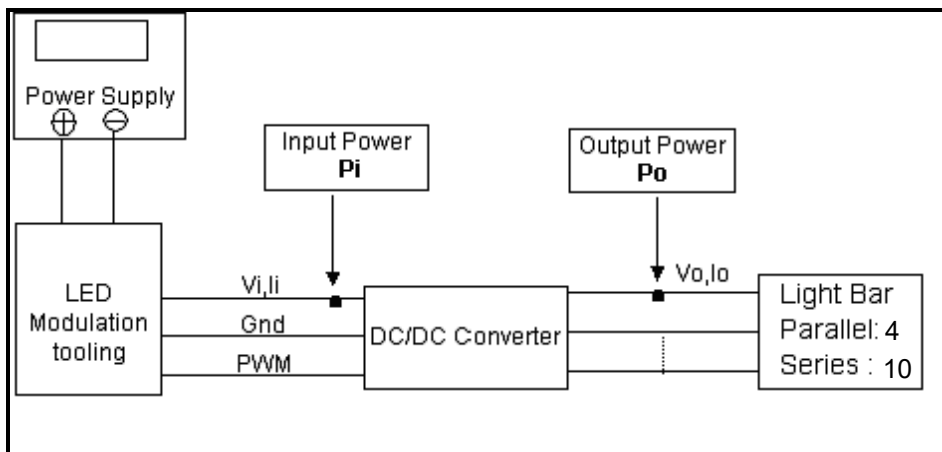 Power Supply
Input Power
Pi
Output Power
Po
LED
Modulation
tooling
Vi,Ii
Gnd
PWM
DC/DC Converter
Vo,Io
Light Bar
Parallel: 4
Series : 10